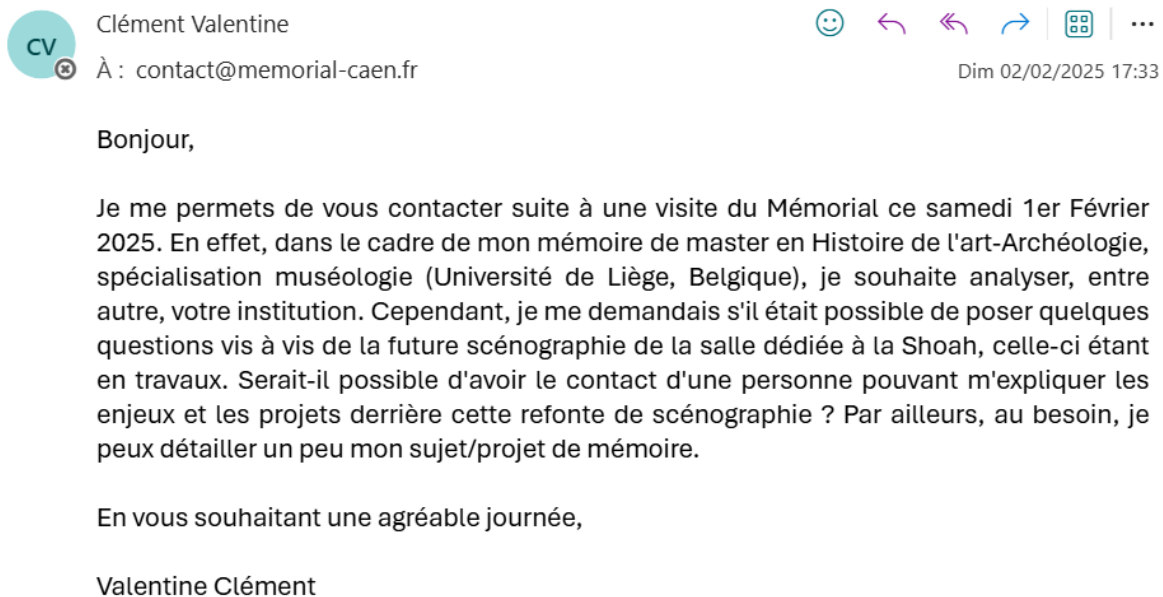 Clément Valentine
CV
À : contact@memorial-caen.fr
Dim 02/02/2025 17:33
Bonjour,
Je me permets de vous contacter suite à une visite du Mémorial ce samedi 1er Février
2025. En effet, dans le cadre de mon mémoire de master en Histoire de l'art-Archéologie,
spécialisation muséologie (Université de Liège, Belgique), je souhaite analyser, entre
autre, votre institution. Cependant, je me demandais s'il était possible de poser quelques
questions vis à vis de la future scénographie de la salle dédiée à la Shoah, celle-ci étant
en travaux. Serait-il possible d'avoir le contact d'une personne pouvant m'expliquer les
enjeux et les projets derrière cette refonte de scénographie ? Par ailleurs, au besoin, je
peux détailler un peu mon sujet/projet de mémoire.
En vous souhaitant une agréable journée,
Valentine Clément